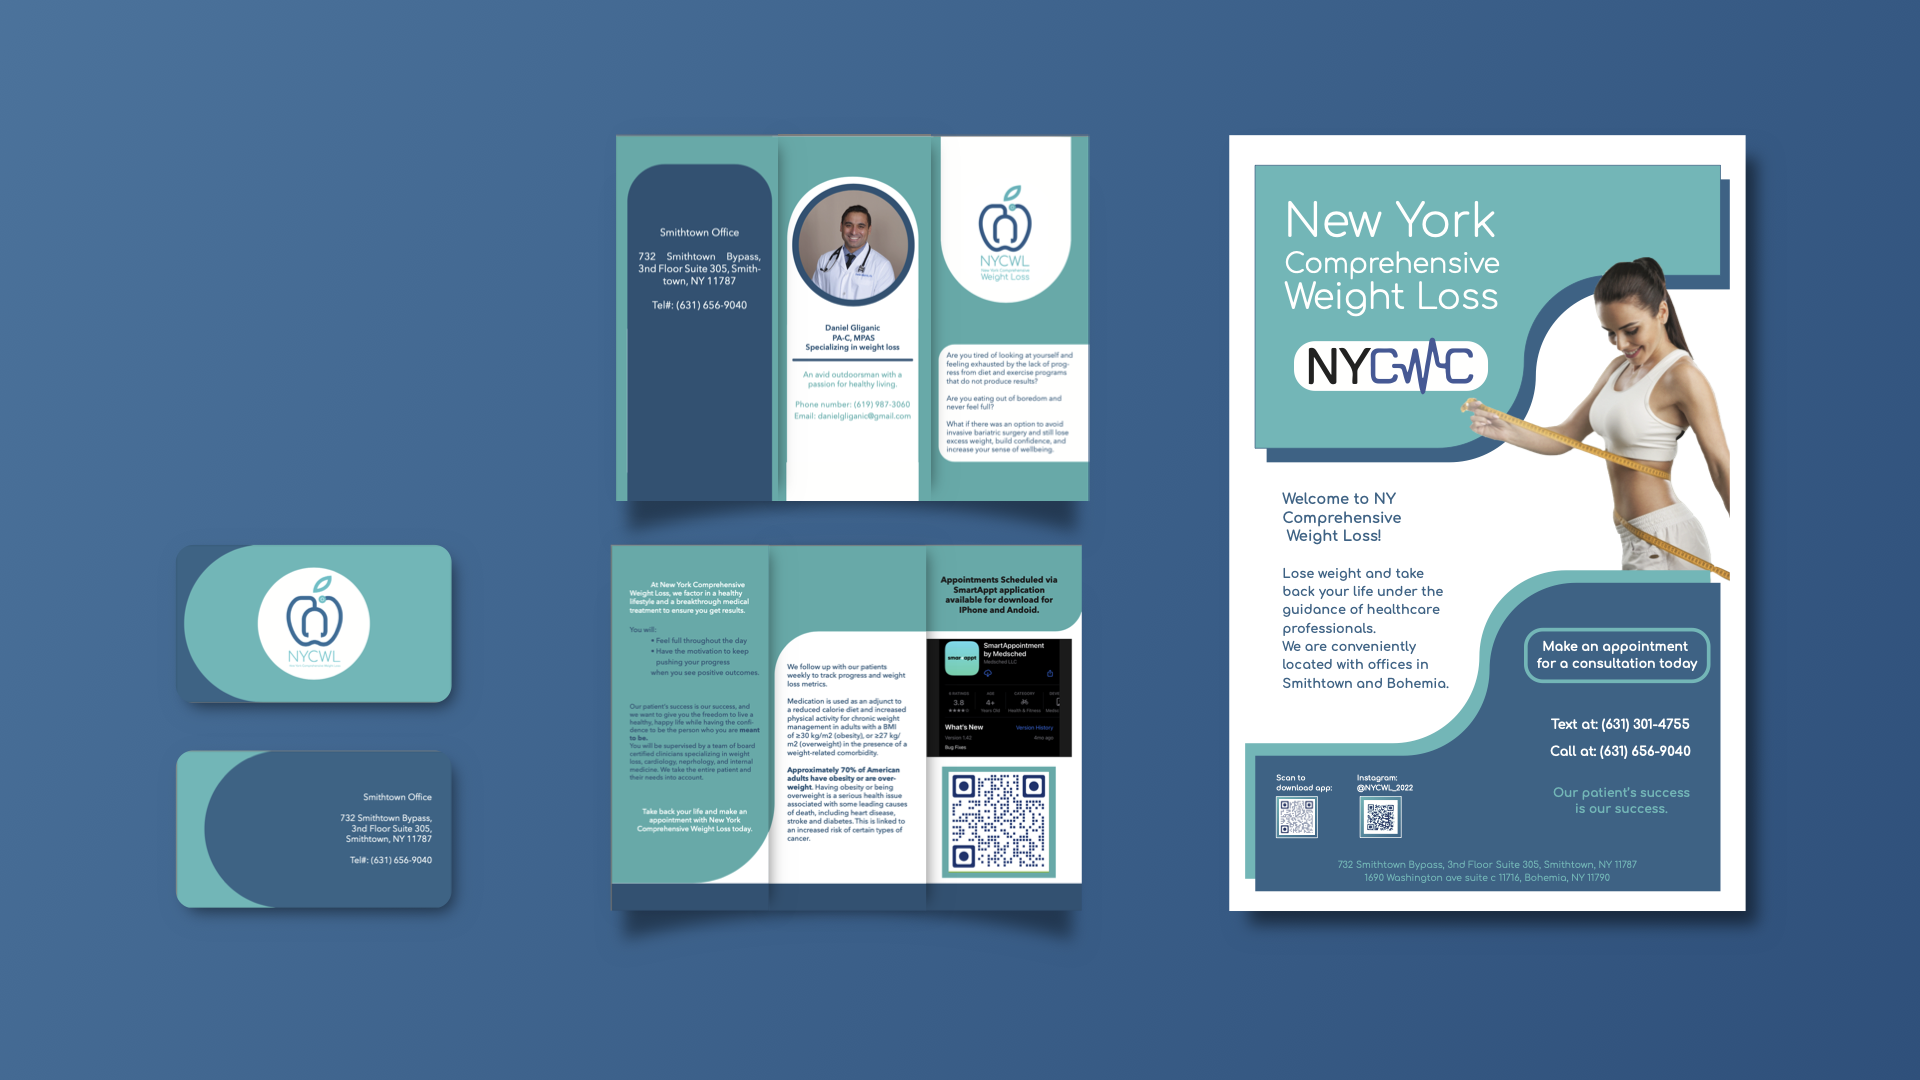 NYCWL
Smithtown Office
732 Smithtown Bypass,
3nd Floor Suite 305,
Smithtown, NY 11787
Tel#: (631) 656-9040
Smithtown Office
732 Smithtown Bypass,
3nd Floor Suite 305, Smith-
town, NY 11787
Tel#: (631) 656-9040
Daniel Gliganic
PA-C, MPAS
Specializing in weight loss
An avid outdoorsman with a
passion for healthy living.
Phone number: (619) 987-3060
Email: danielgliganic@gmail.com
NYCWL
New York Comprehensive
Weight Loss
Are you tired of looking at yourself and
feeling exhausted by the lack of prog-
ress from diet and exercise programs
that do not produce results?
Are you eating out of boredom and
never feel full?
What if there was an option to avoid
invasive bariatric surgery and still lose
excess weight, build confidence, and
increase your sense of wellbeing.
At New York Comprehensive
Weight Loss, we factor in a healthy
lifestyle and a breakthrough medical
treatment to ensure you get results.
You will:
• Feel full throughout the day
• Have the motivation to keep
pushing your progress
when you see positive outcomes.
Our patient's success is our success, and
we want to give you the freedom to live a
healthy, happy life while having the confi-
dence to be the person who you are meant
to be.
You will be supervised by a team of board
certified clinicians specializing in weight
loss, cardiology, neprhology, and internal
medicine. We take the entire patient and
their needs into account.
Take back your life and make an
appointment with New York
Comprehensive Weight Loss today.
We follow up with our patients
weekly to track progress and weight
loss metrics.
Medication is used as an adjunct to
a reduced calorie diet and increased
physical activity for chronic weight
management in adults with a BMI
of ≥30 kg/m2 (obesity), or ≥27 kg/
m2 (overweight) in the presence of a
weight-related comorbidity.
Approximately 70% of American
adults have obesity or are over-
weight. Having obesity or being
overweight is a serious health issue
associated with some leading causes
of death, including heart disease,
stroke and diabetes. This is linked to
an increased risk of certain types of
cancer.
Appointments Scheduled via
SmartAppt application
available for download for
IPhone and Andoid.
smartappt
SmartAppointment
by Medsched
Medsched LLC
AGE
CATEGORY
3.8
4+
Years Old
Health & Fitness
What's New
Version History
Version 1.42
4mo ago
Bug Fixes
New York
Comprehensive
Weight Loss
NYCWC
Welcome to NY
Comprehensive
Weight Loss!
Lose weight and take
back your life under the
guidance of healthcare
professionals.
We are conveniently
located with offices in
Smithtown and Bohemia.
Make an appointment
for a consultation today
Text at: (631) 301-4755
Call at: (631) 656-9040
Our patient's success
is our success.
Scan to
download app:
Instagram:
@NYCWL_2022
732 Smithtown Bypass, 3nd Floor Suite 305, Smithtown, NY 11787
1690 Washington ave suite c 11716, Bohemia, NY 11790